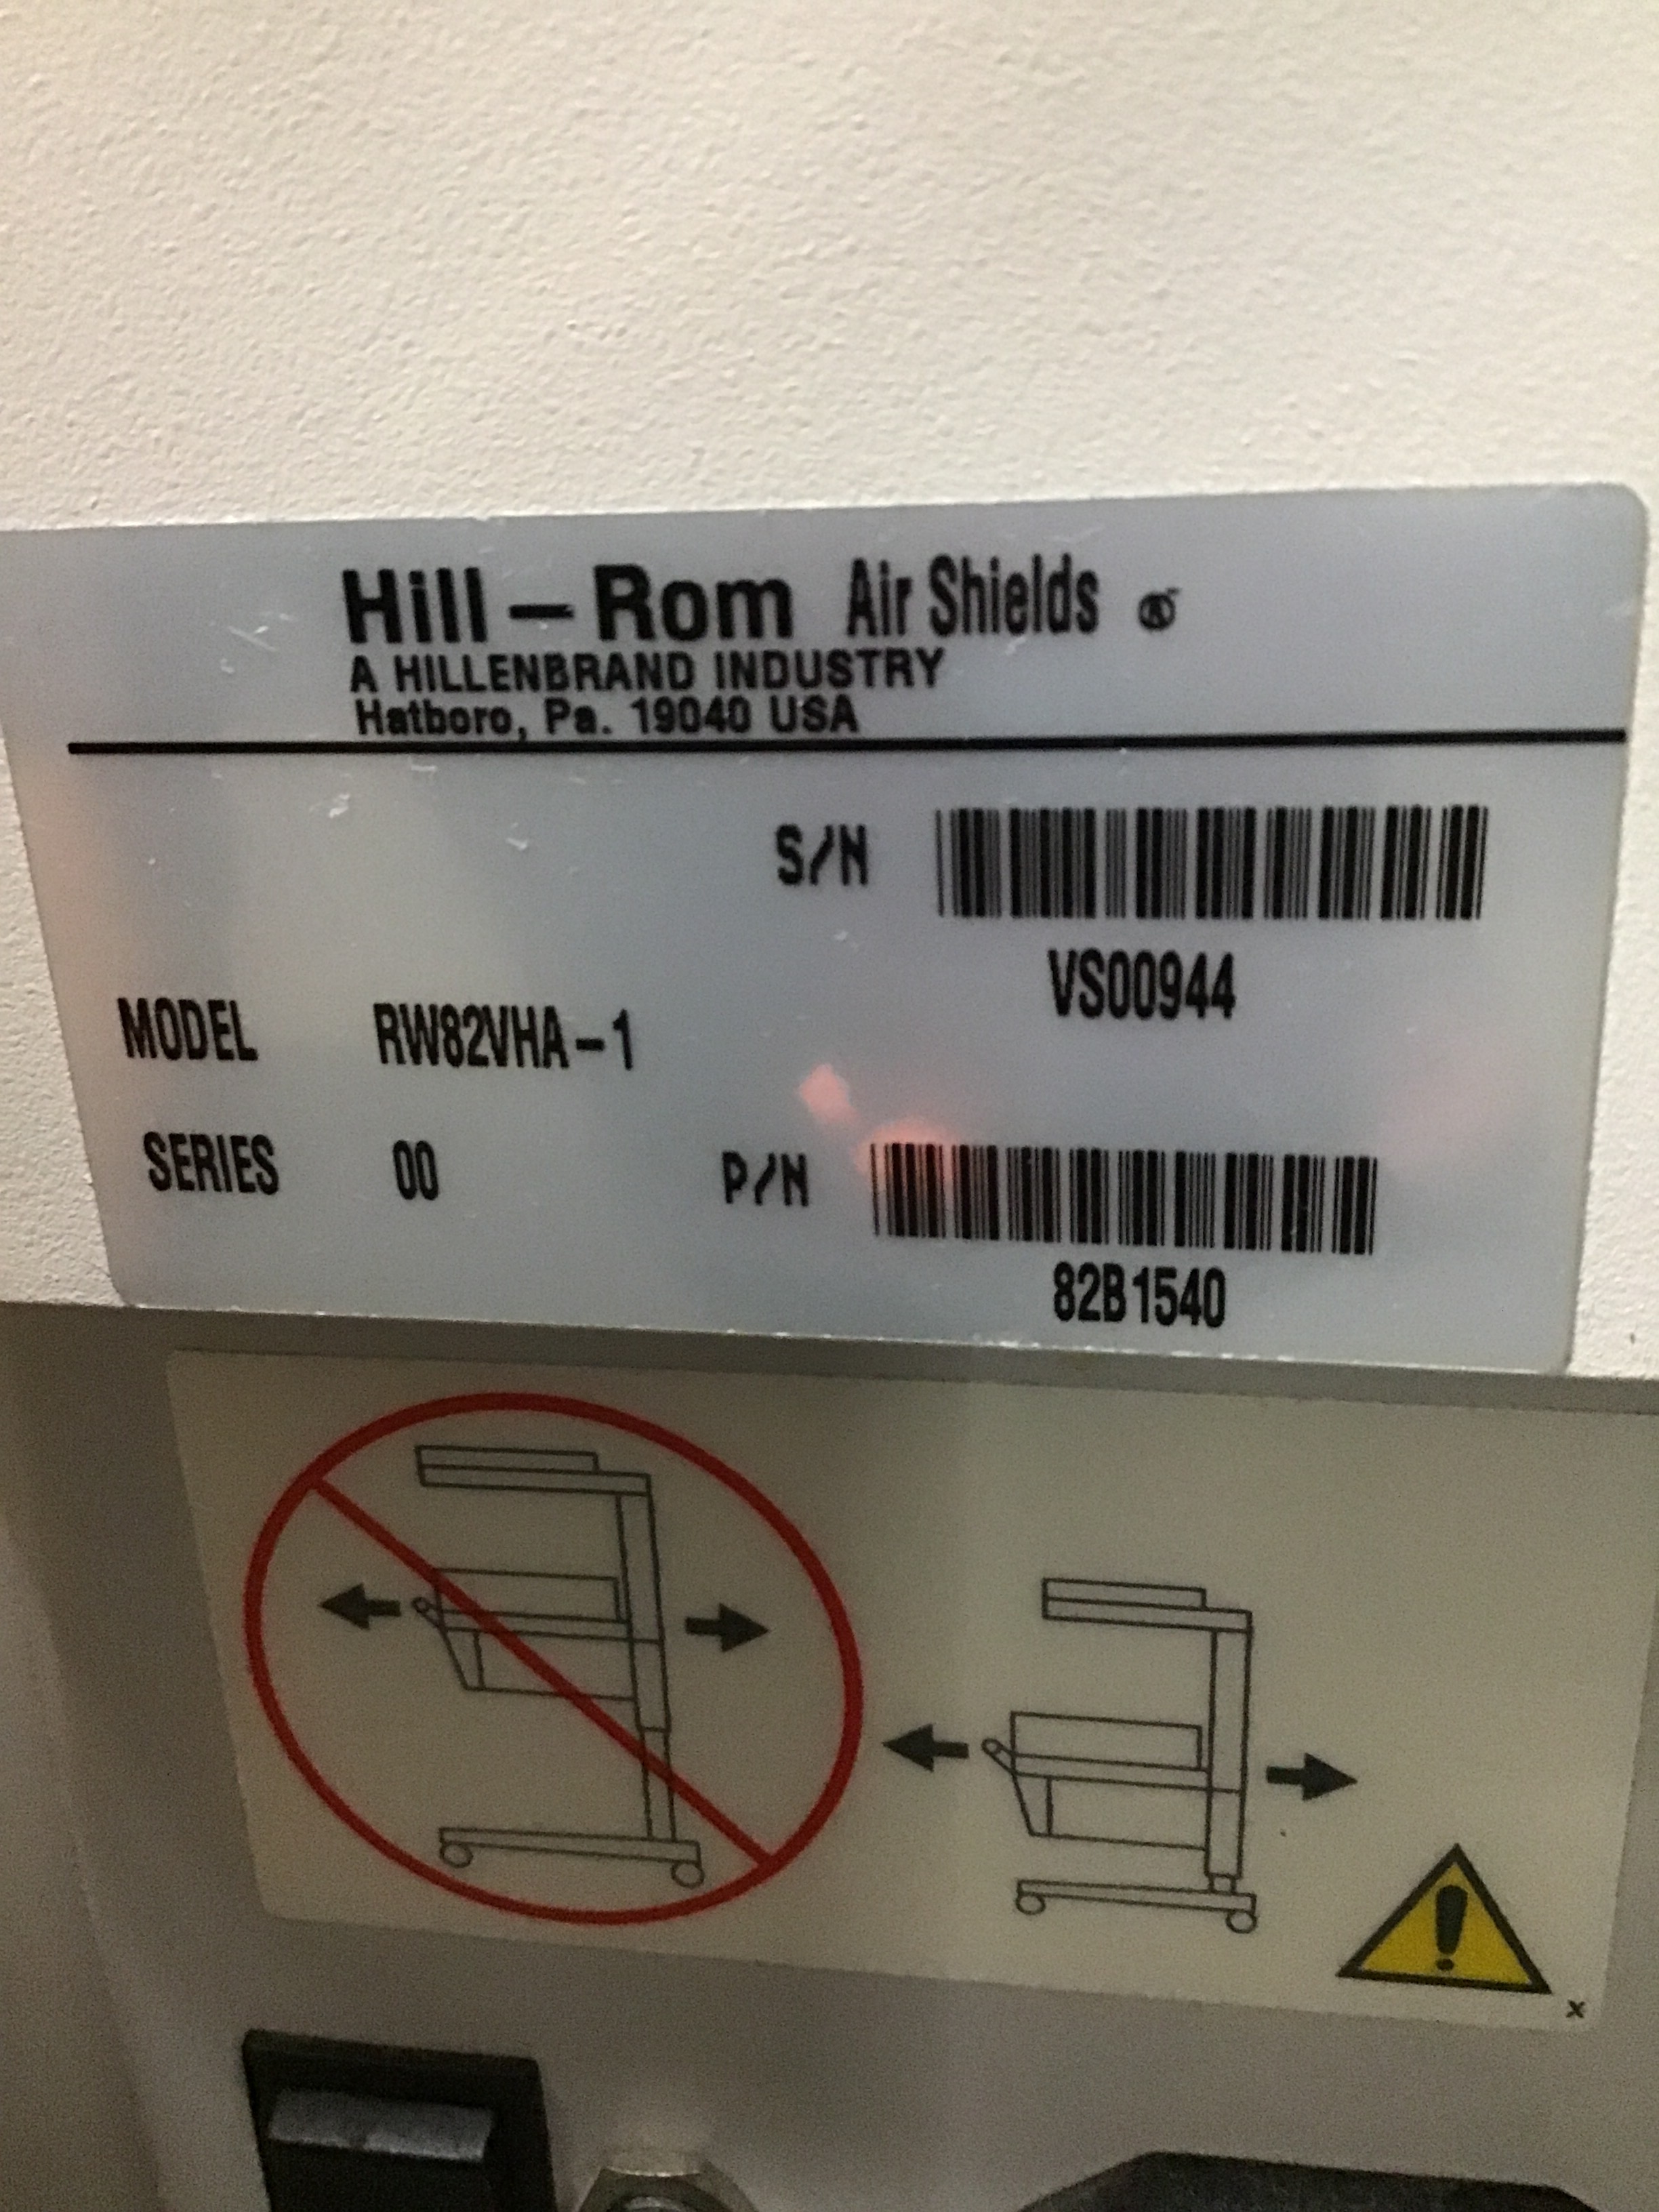 Hill-Rom Air Shields ®
A HILLENBRAND INDUSTRY
Hatboro, Pa. 19040 USA
S/N
VS00944
MODEL RW82VHA-1
SERIES 00
P/N
82B1540
x